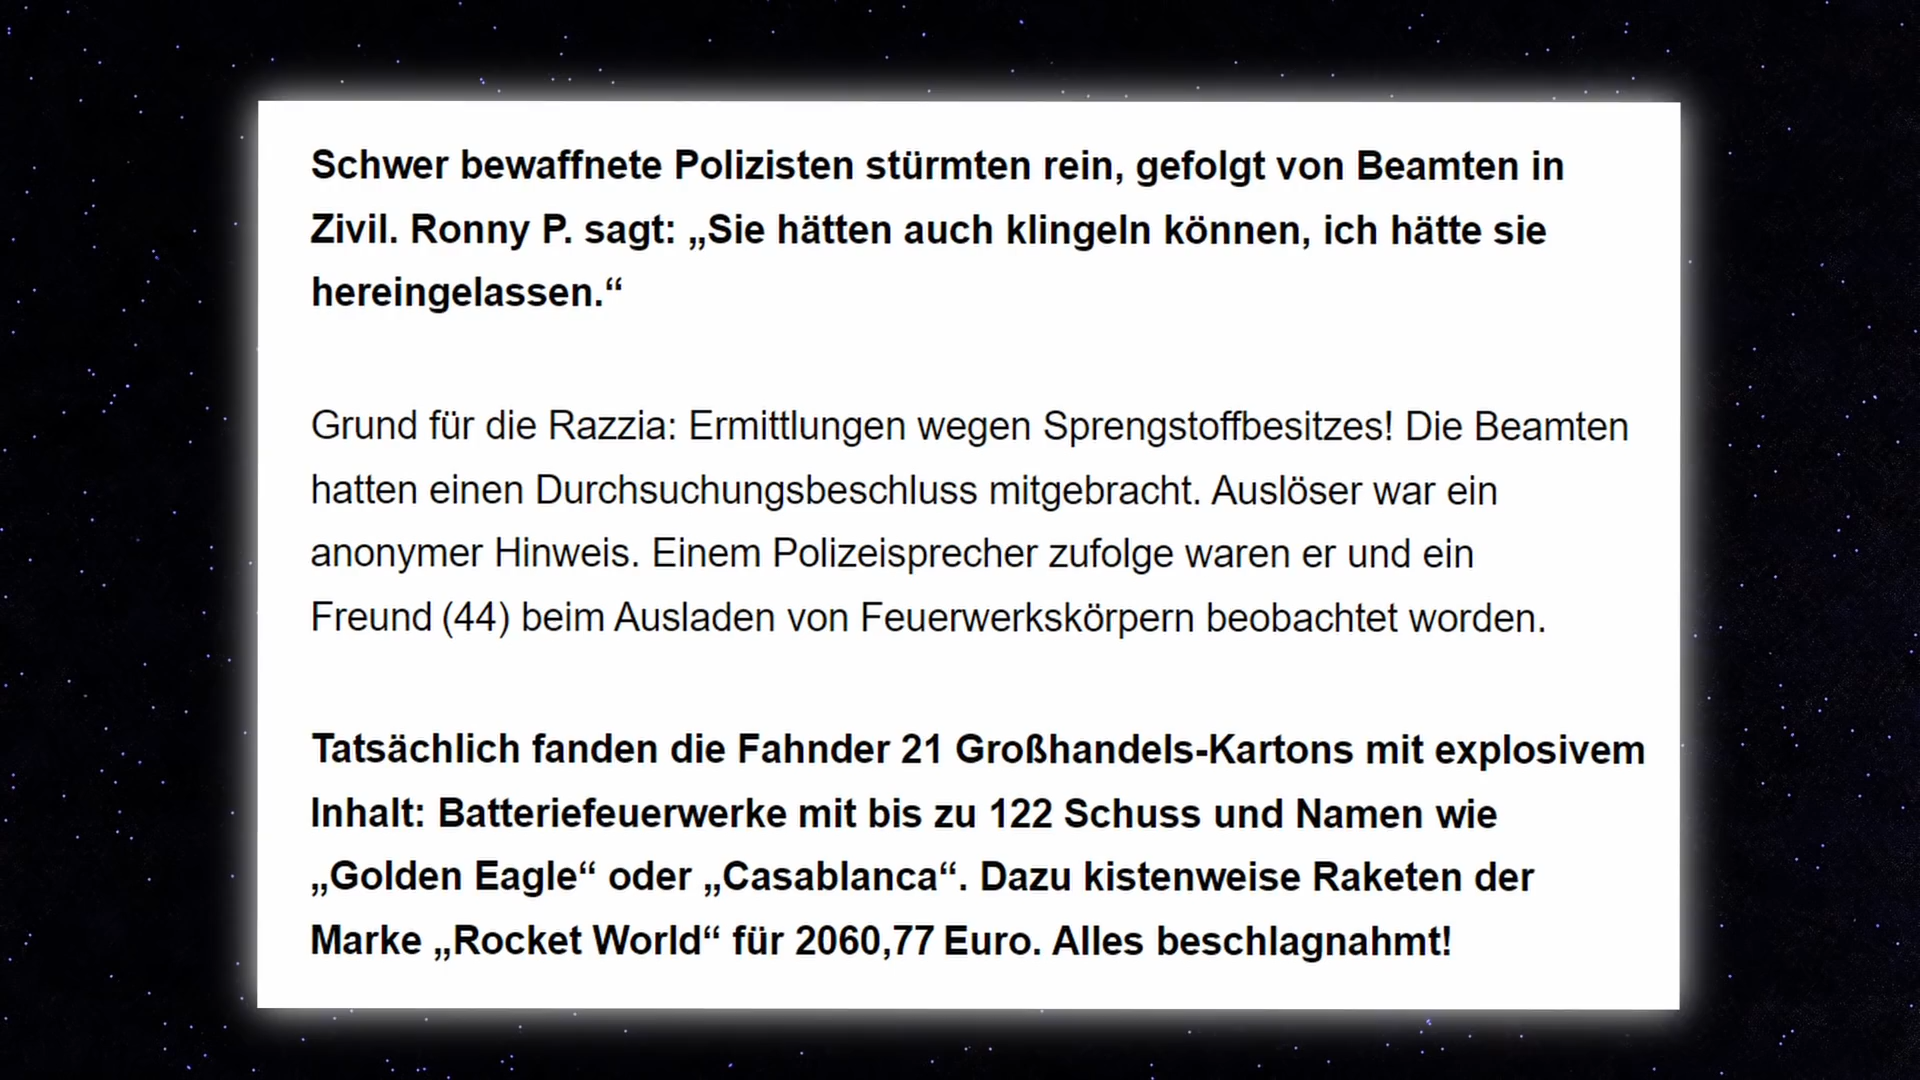 Schwer bewaffnete Polizisten stürmten rein, gefolgt von Beamten in
Zivil. Ronny P. sagt: „Sie hätten auch klingeln können, ich hätte sie
hereingelassen.“
Grund für die Razzia: Ermittlungen wegen Sprengstoffbesitzes! Die Beamten
hatten einen Durchsuchungsbeschluss mitgebracht. Auslöser war ein
anonymer Hinweis. Einem Polizeisprecher zufolge waren er und ein
Freund (44) beim Ausladen von Feuerwerkskörpern beobachtet worden.
Tatsächlich fanden die Fahnder 21 Großhandels-Kartons mit explosivem
Inhalt: Batteriefeuerwerke mit bis zu 122 Schuss und Namen wie
„Golden Eagle“ oder „Casablanca“. Dazu kistenweise Raketen der
Marke „Rocket World“ für 2060,77 Euro. Alles beschlagnahmt!